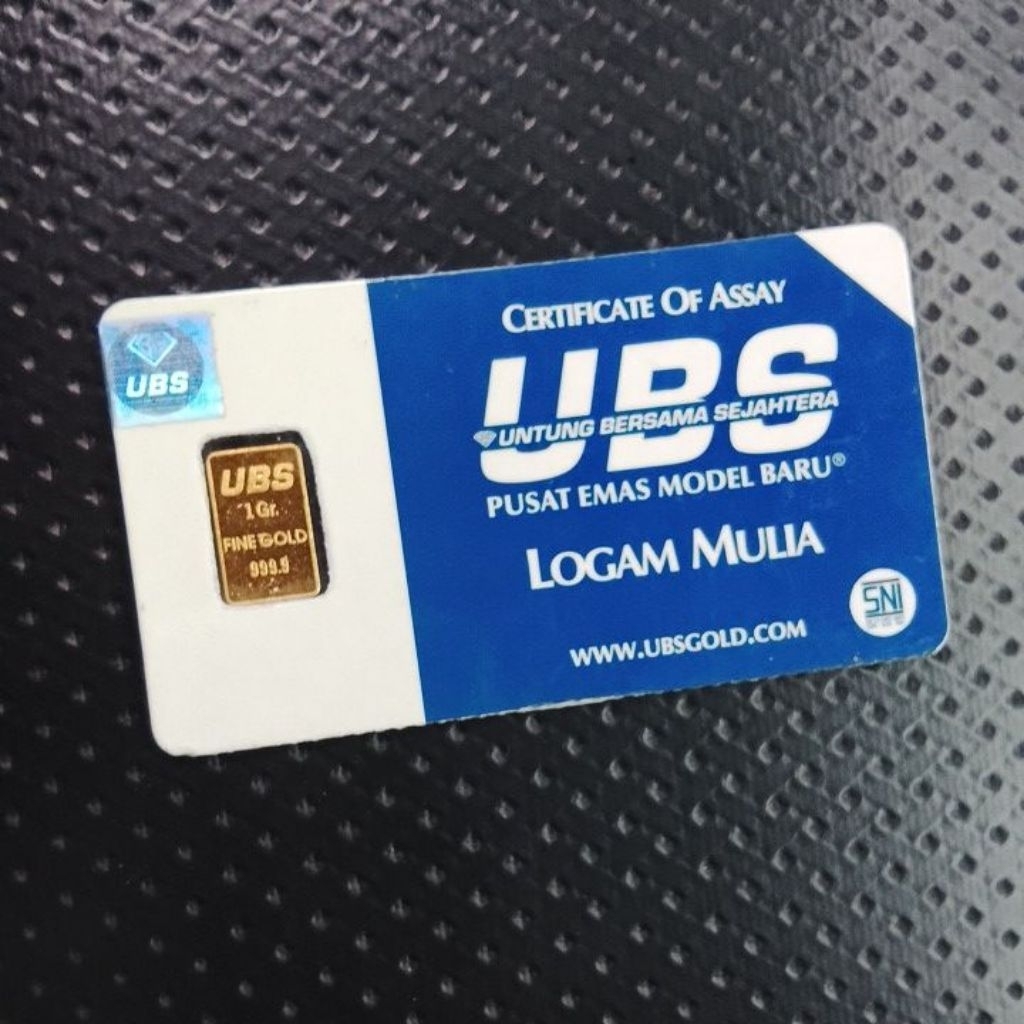 UBS
UBS
1 Gr.
FINE GOLD
999.9
CERTIFICATE OF ASSAY
UBS
UNTUNG BERSAMA SEJAHTERA
PUSAT EMAS MODEL BARU®
LOGAM MULIA
WWW.UBSGOLD.COM
SNI